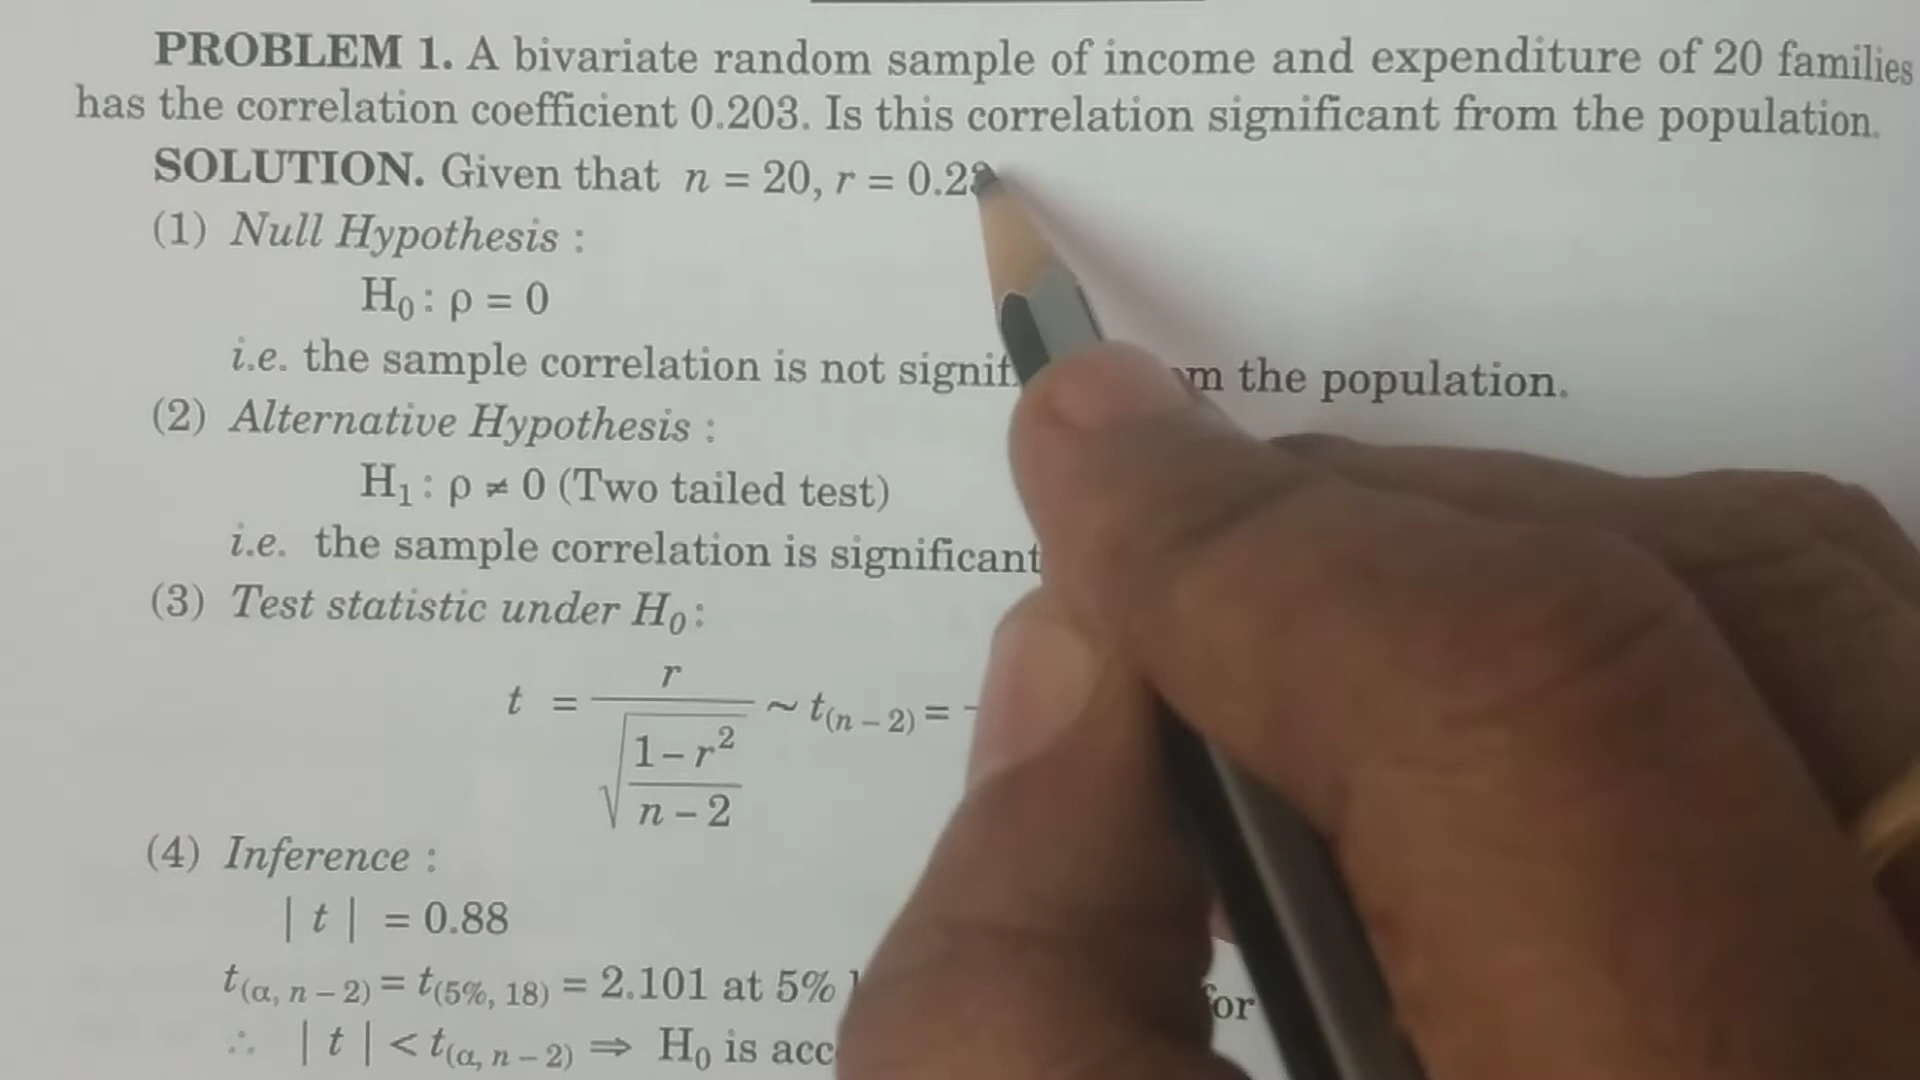 PROBLEM 1. A bivariate random sample of income and expenditure of 20 families
has the correlation coefficient 0.203. Is this correlation significant from the population.
SOLUTION. Given that n = 20, r = 0.2
(1) Null Hypothesis :
H₀ : ρ = 0
i.e. the sample correlation is not signif m the population.
(2) Alternative Hypothesis :
H₁ : ρ ≠ 0 (Two tailed test)
i.e. the sample correlation is significant
(3) Test statistic under H₀ :
t = r / √((1 – r²) / (n – 2)) ~ t₍ₙ ₋ ₂₎ =
(4) Inference :
| t | = 0.88
t(α, n – 2) = t(5%, 18) = 2.101 at 5% for
∴ | t | < t(α, n – 2) ⇒ H₀ is acc